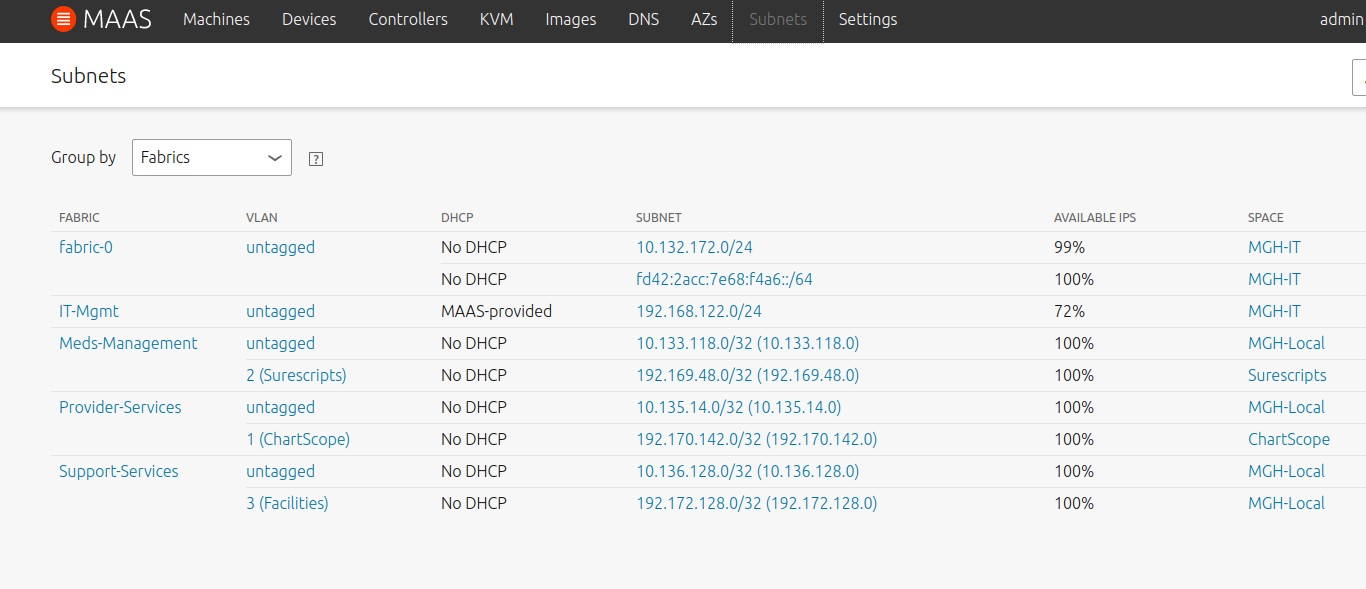 MAAS Machines Devices Controllers KVM Images DNS AZs Subnets Settings admin
Subnets
Group by Fabrics ?
FABRIC VLAN DHCP SUBNET AVAILABLE IPS SPACE
fabric-0 untagged No DHCP 10.132.172.0/24 99% MGH-IT
No DHCP fd42:2acc:7e68:f4a6::/64 100% MGH-IT
IT-Mgmt untagged MAAS-provided 192.168.122.0/24 72% MGH-IT
Meds-Management untagged No DHCP 10.133.118.0/32 (10.133.118.0) 100% MGH-Local
2 (Surescripts) No DHCP 192.169.48.0/32 (192.169.48.0) 100% Surescripts
Provider-Services untagged No DHCP 10.135.14.0/32 (10.135.14.0) 100% MGH-Local
1 (ChartScope) No DHCP 192.170.142.0/32 (192.170.142.0) 100% ChartScope
Support-Services untagged No DHCP 10.136.128.0/32 (10.136.128.0) 100% MGH-Local
3 (Facilities) No DHCP 192.172.128.0/32 (192.172.128.0) 100% MGH-Local